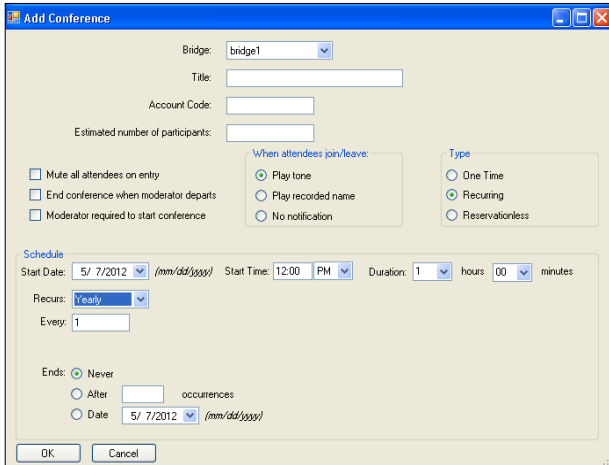 Add Conference
Bridge: bridge1
Title:
Account Code:
Estimated number of participants:
When attendees join/leave: Type
Mute all attendees on entry Play tone One Time
End conference when moderator departs Play recorded name Recurring
Moderator required to start conference No notification Reservationless
Schedule
Start Date: 5/ 7/2012 (mm/dd/yyyy) Start Time: 12:00 PM Duration: 1 hours 00 minutes
Recurs: Yearly
Every: 1
Ends: Never
After occurrences
Date 5/ 7/2012 (mm/dd/yyyy)
OK Cancel